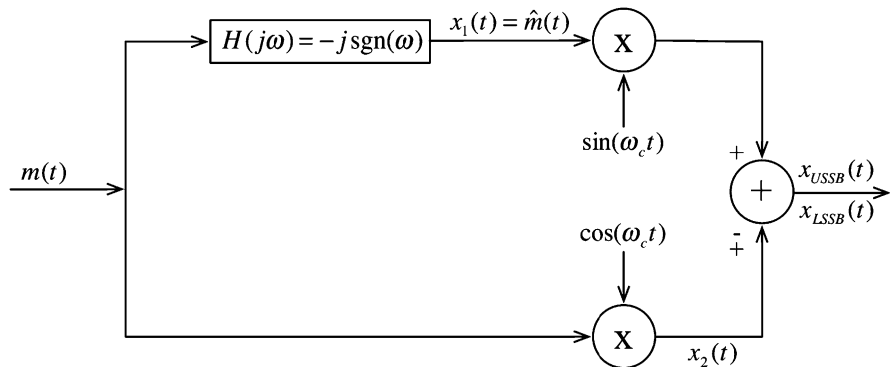 H(jω)=−j sgn(ω)
x₁(t)=m̂(t)
X
sin(ω_c t)
m(t)
+
+
x_USSB(t)
x_LSSB(t)
-
+
cos(ω_c t)
X
x₂(t)